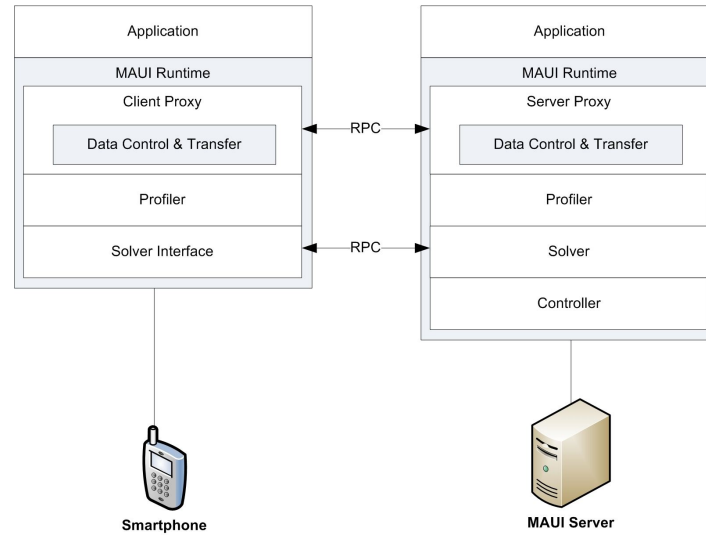 Application
MAUI Runtime
Client Proxy
Data Control & Transfer
Profiler
Solver Interface
Smartphone
RPC
RPC
Application
MAUI Runtime
Server Proxy
Data Control & Transfer
Profiler
Solver
Controller
MAUI Server